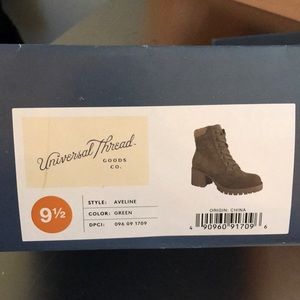 Universal Thread™
GOODS
CO.
9½
STYLE: AVELINE
COLOR: GREEN
DPCI: 096 09 1709
ORIGIN: CHINA
4 90960 91709 6